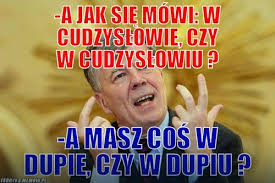 -A JAK SIĘ MÓWI: W
CUDZYSŁOWIE, CZY
W CUDZYSŁOWIU ?
-A MASZ COŚ W
DUPIE, CZY W DUPIU ?